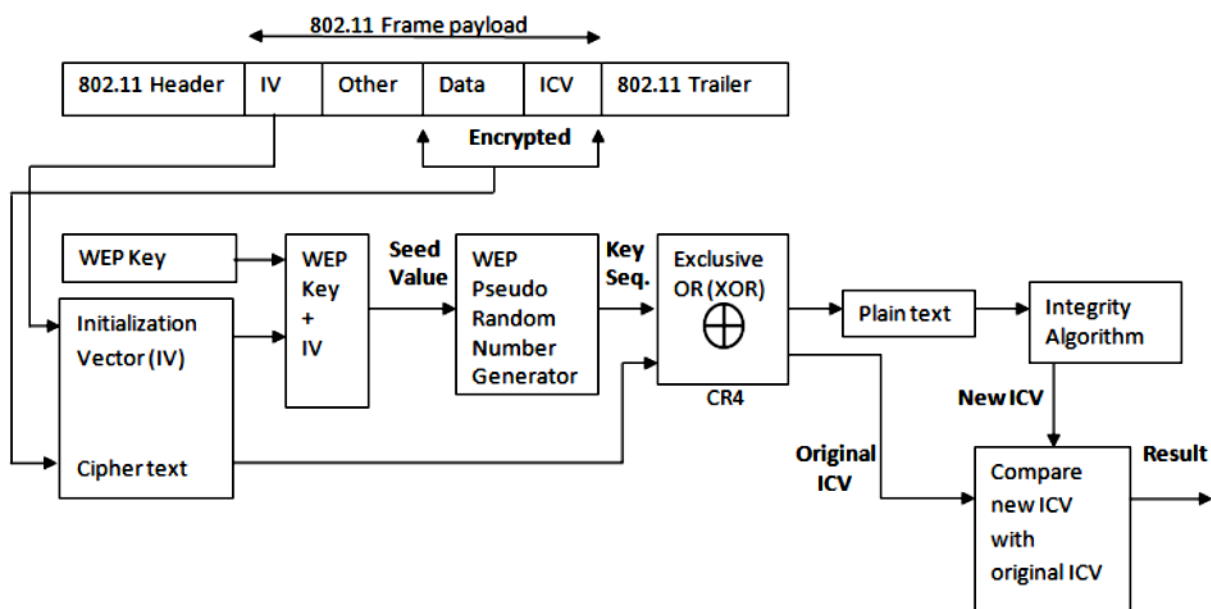 802.11 Frame payload
802.11 Header
IV
Other
Data
ICV
802.11 Trailer
Encrypted
WEP Key
Initialization
Vector (IV)
Cipher text
WEP
Key
+
IV
Seed
Value
WEP
Pseudo
Random
Number
Generator
Key
Seq.
Exclusive
OR (XOR)
CR4
Plain text
Integrity
Algorithm
New ICV
Original
ICV
Compare
new ICV
with
original ICV
Result